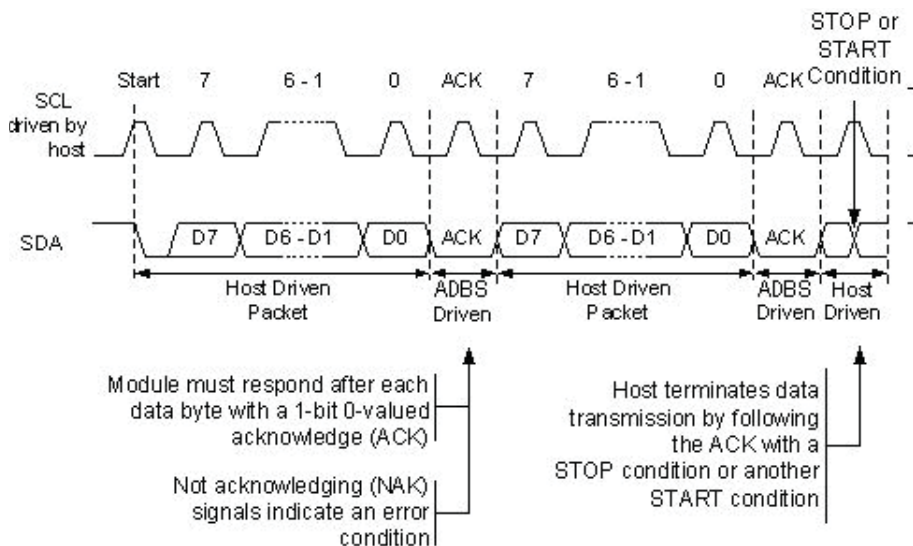 STOP or
START
Condition
Start 7 6 - 1 0 ACK 7 6-1 0 ACK
SCL
driven by
host
SDA
D7 D6 - D1 D0 ACK D7 D6-D1 D0 ACK
Host Driven
Packet
ADBS
Driven
Host Driven
Packet
ADBS
Driven
Host
Driven
Module must respond after each
data byte with a 1-bit 0-valued
acknowledge (ACK)
Not acknowledging (NAK)
signals indicate an error
condition
Host terminates data
transmission by following
the ACK with a
STOP condition or another
START condition